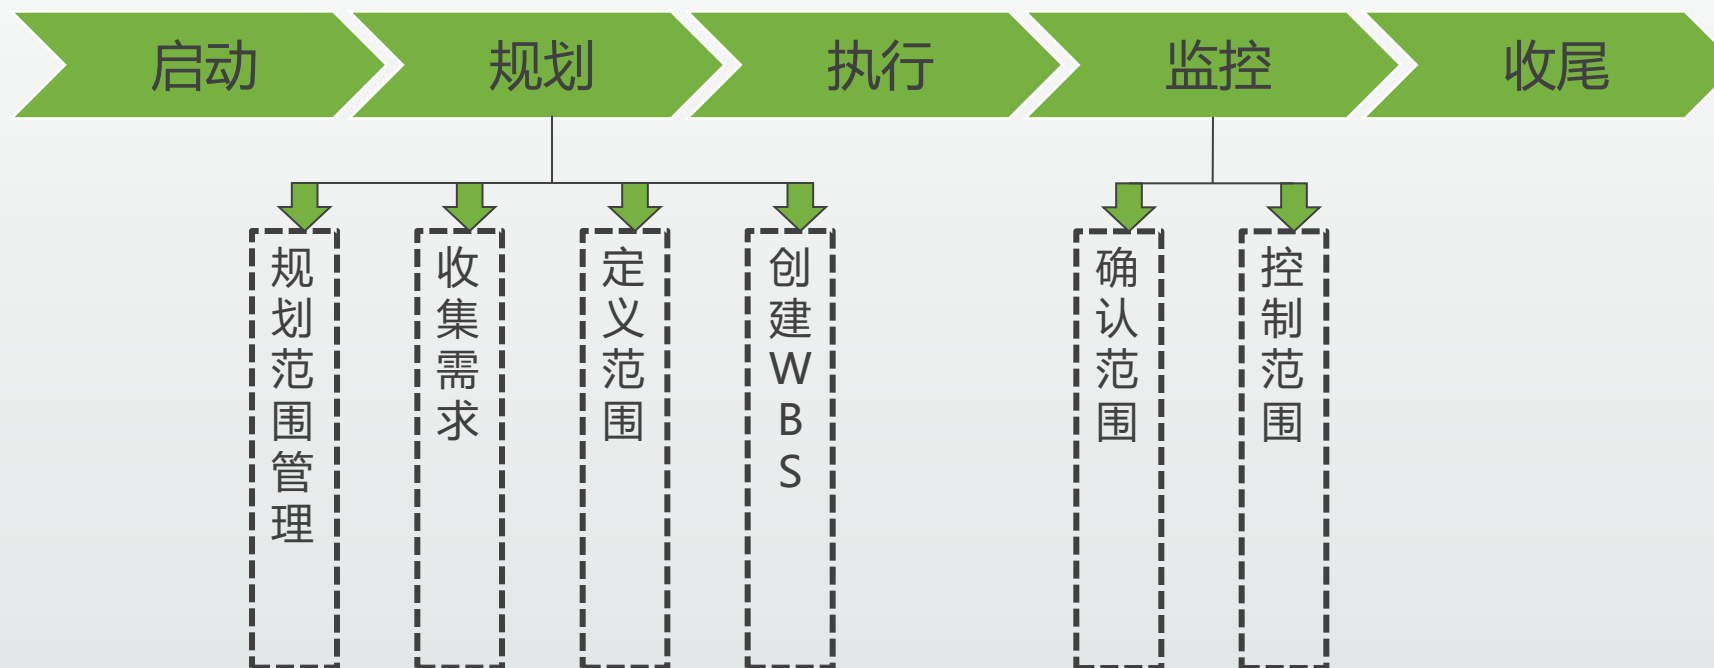 启动
规划
执行
监控
收尾
规划范围管理
收集需求
定义范围
创建WBS
确认范围
控制范围